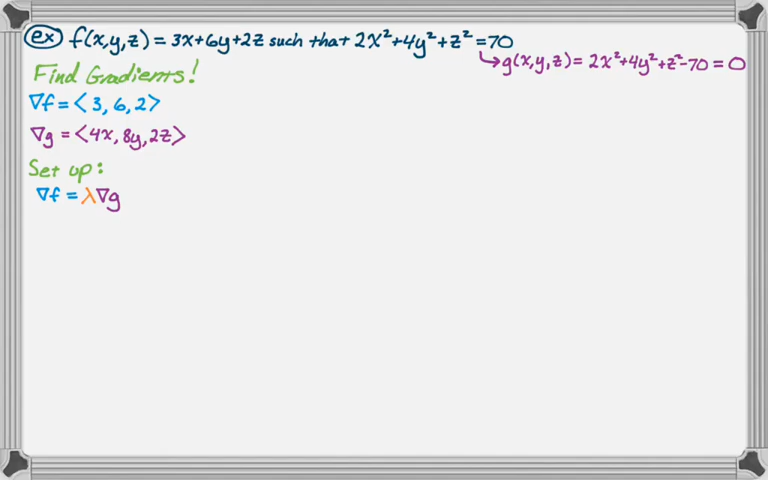 ex f(x,y,z) = 3x+6y+2z such that 2x²+4y²+z² =70
↳g(x,y,z)= 2x²+4y²+z²-70=0
Find Gradients!
∇f = <3, 6, 2>
∇g = <4x, 8y, 2z>
Set up:
∇f = λ∇g